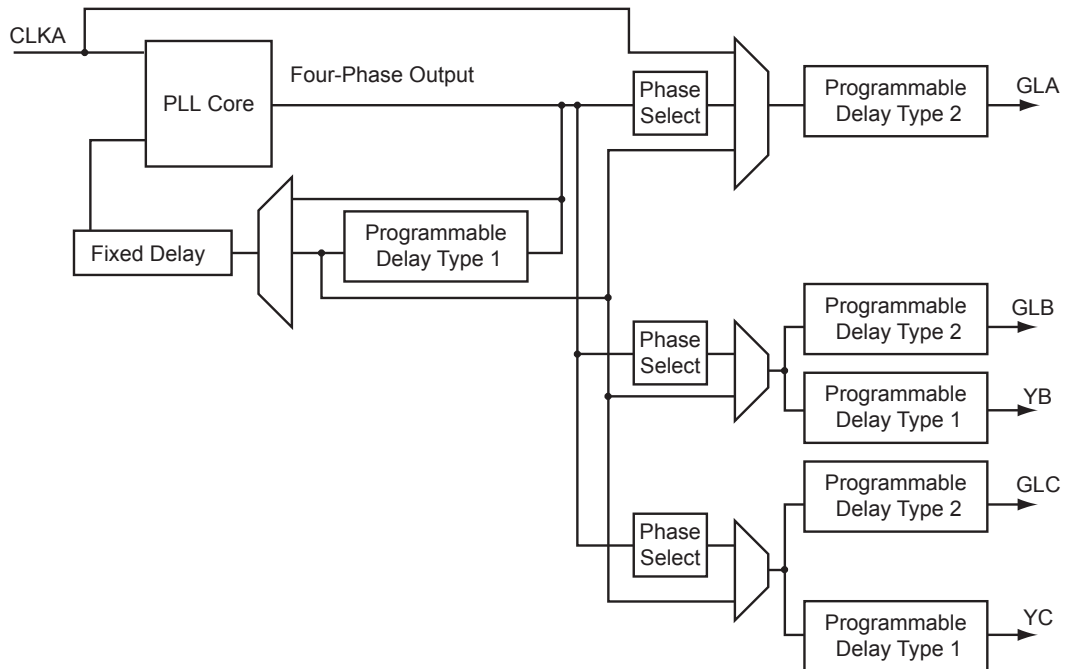 CLKA
PLL Core
Four-Phase Output
Phase
Select
Programmable
Delay Type 2
GLA
Fixed Delay
Programmable
Delay Type 1
Phase
Select
Programmable
Delay Type 2
GLB
Programmable
Delay Type 1
YB
Phase
Select
Programmable
Delay Type 2
GLC
Programmable
Delay Type 1
YC